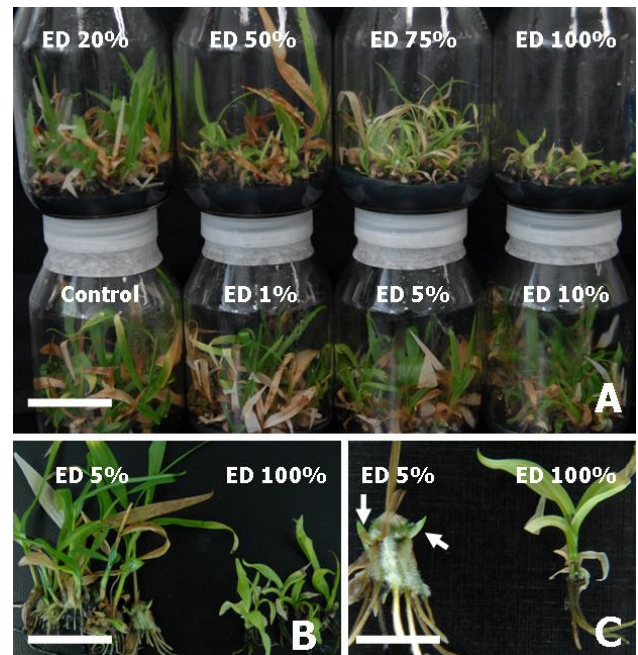 ED 20% ED 50% ED 75% ED 100%
Control ED 1% ED 5% ED 10%
A
ED 5% ED 100%
B
ED 5% ED 100%
C